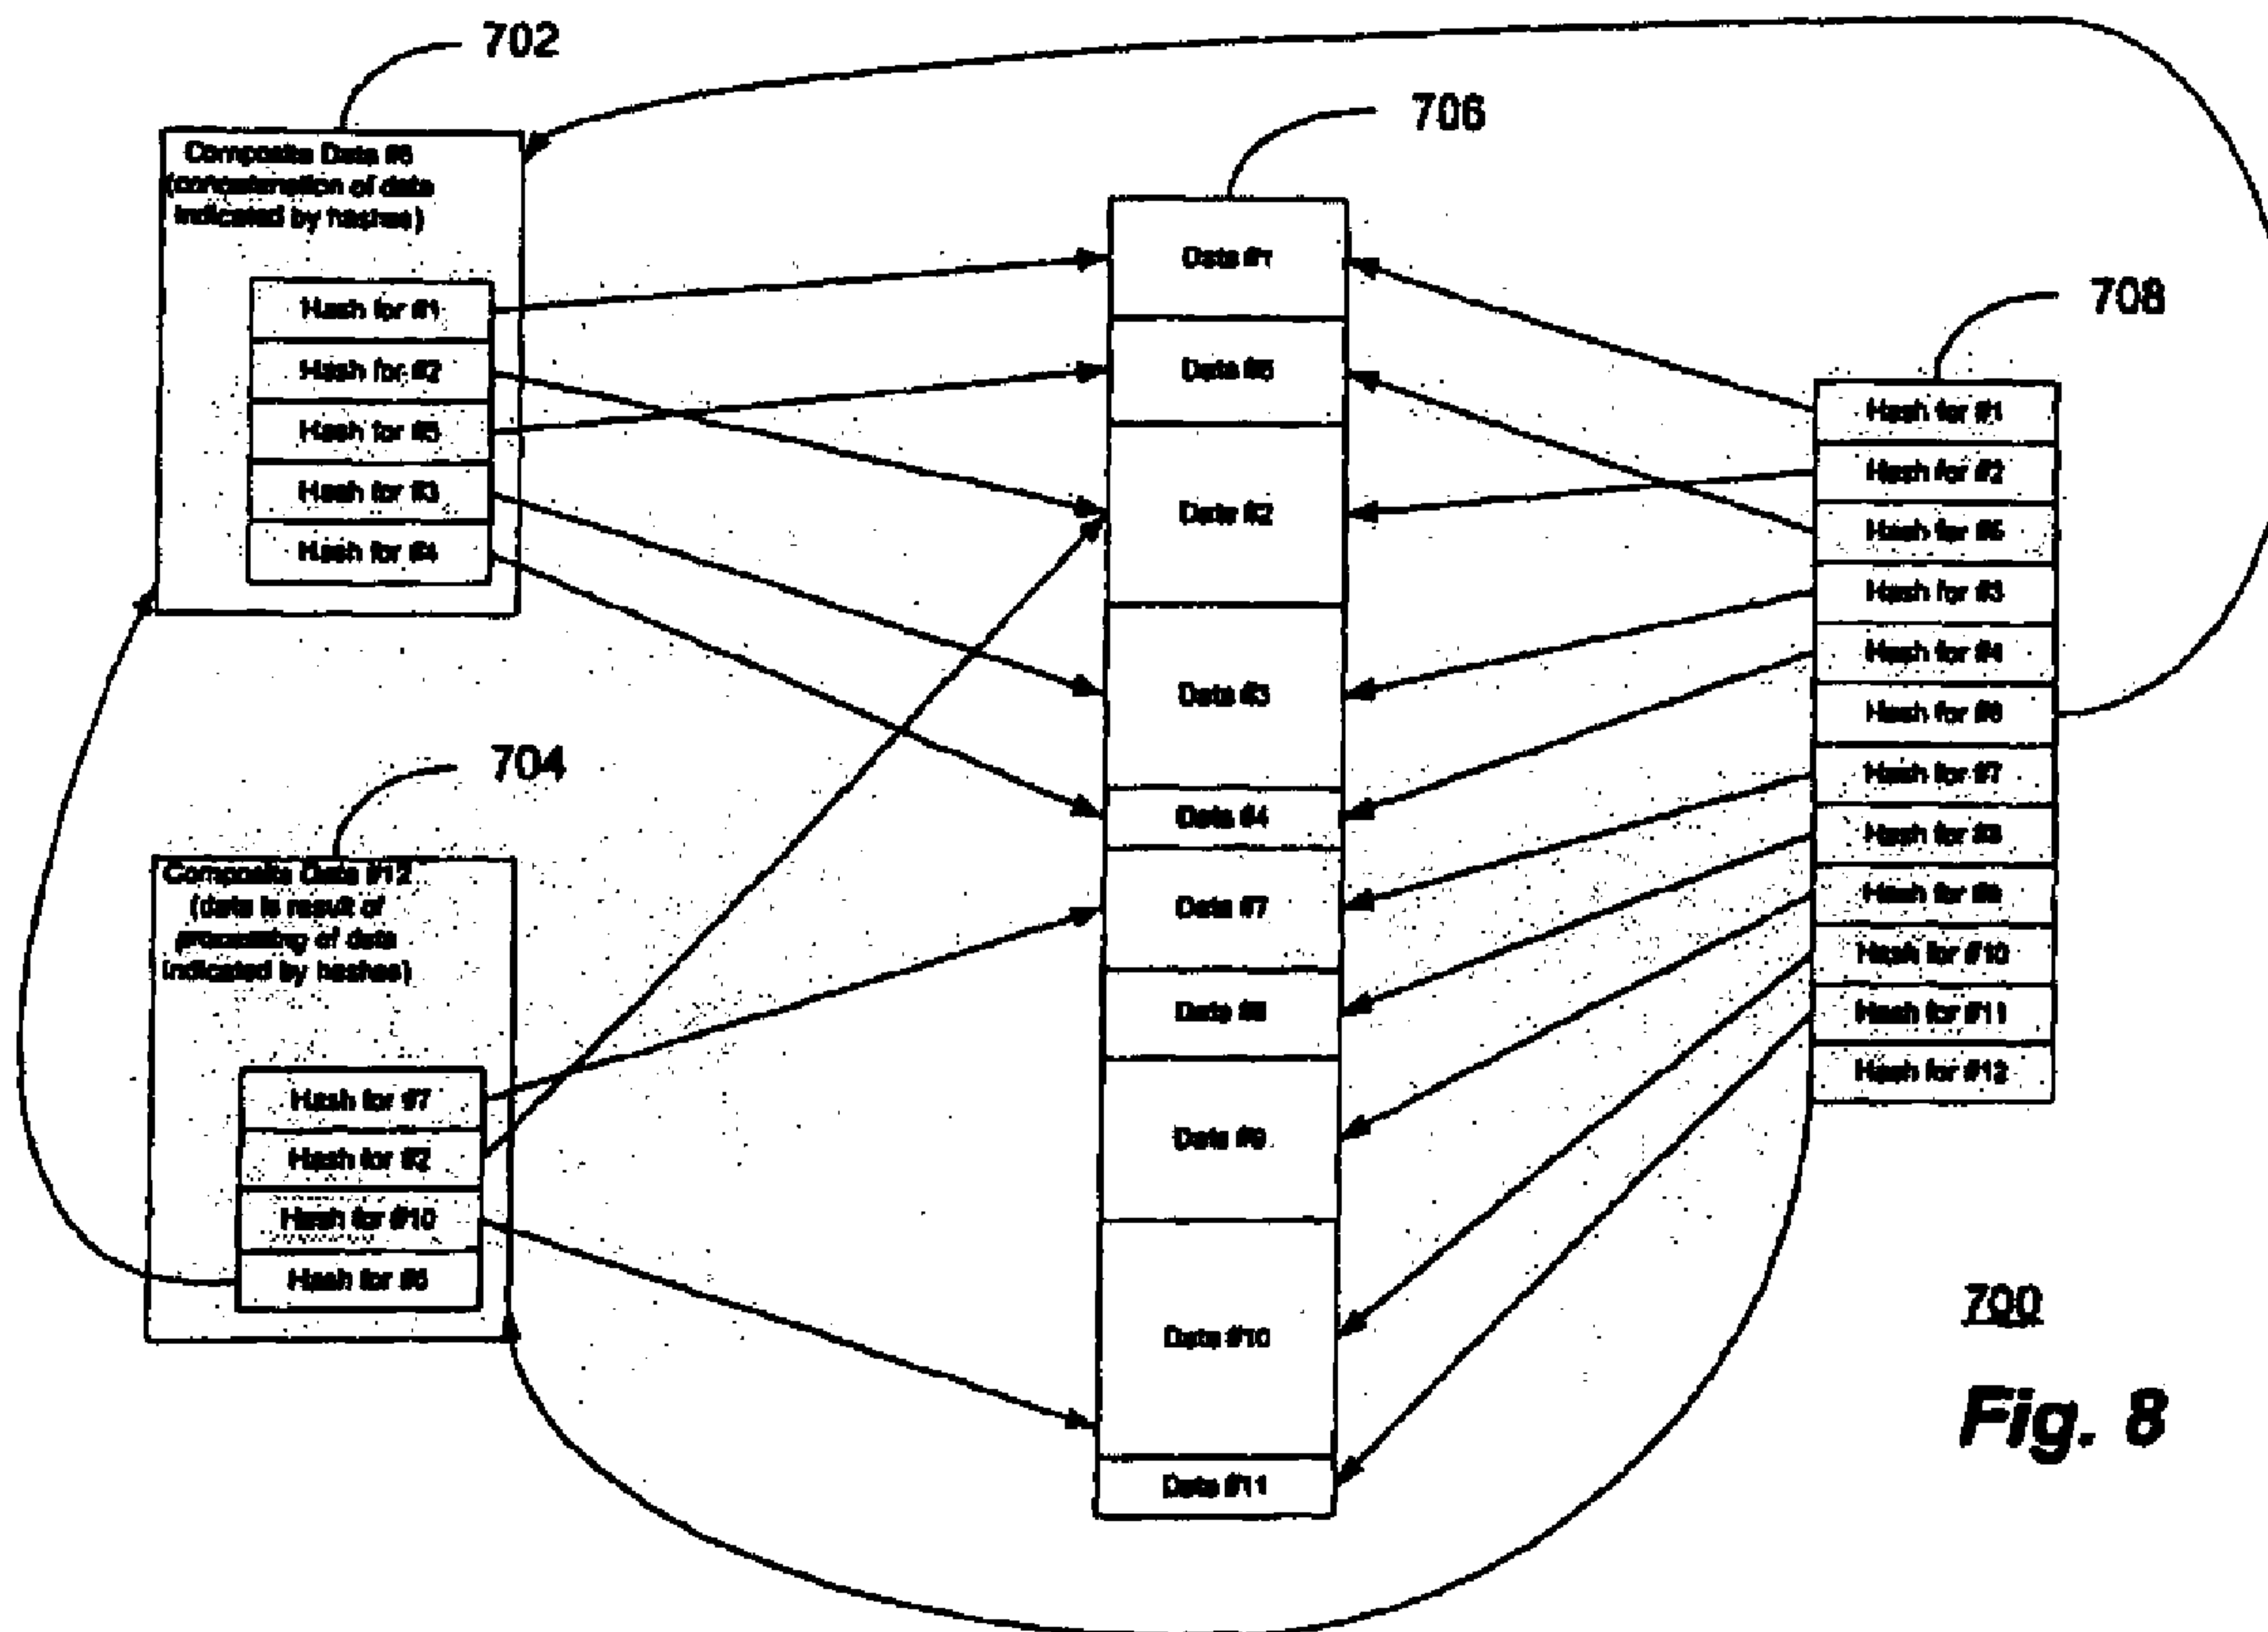 702
Composite Data #6
(concatenation of data
indicated by hashes)
Hash for #1
Hash for #2
Hash for #5
Hash for #3
Hash for #4
704
Composite Data #12
(data is result of
processing of data
indicated by hashes)
Hash for #7
Hash for #2
Hash for #10
Hash for #6
706
Data #1
Data #5
Data #2
Data #3
Data #4
Data #7
Data #8
Data #9
Data #10
Data #11
708
Hash for #1
Hash for #2
Hash for #5
Hash for #3
Hash for #4
Hash for #6
Hash for #7
Hash for #8
Hash for #9
Hash for #10
Hash for #11
Hash for #12
700
Fig. 8